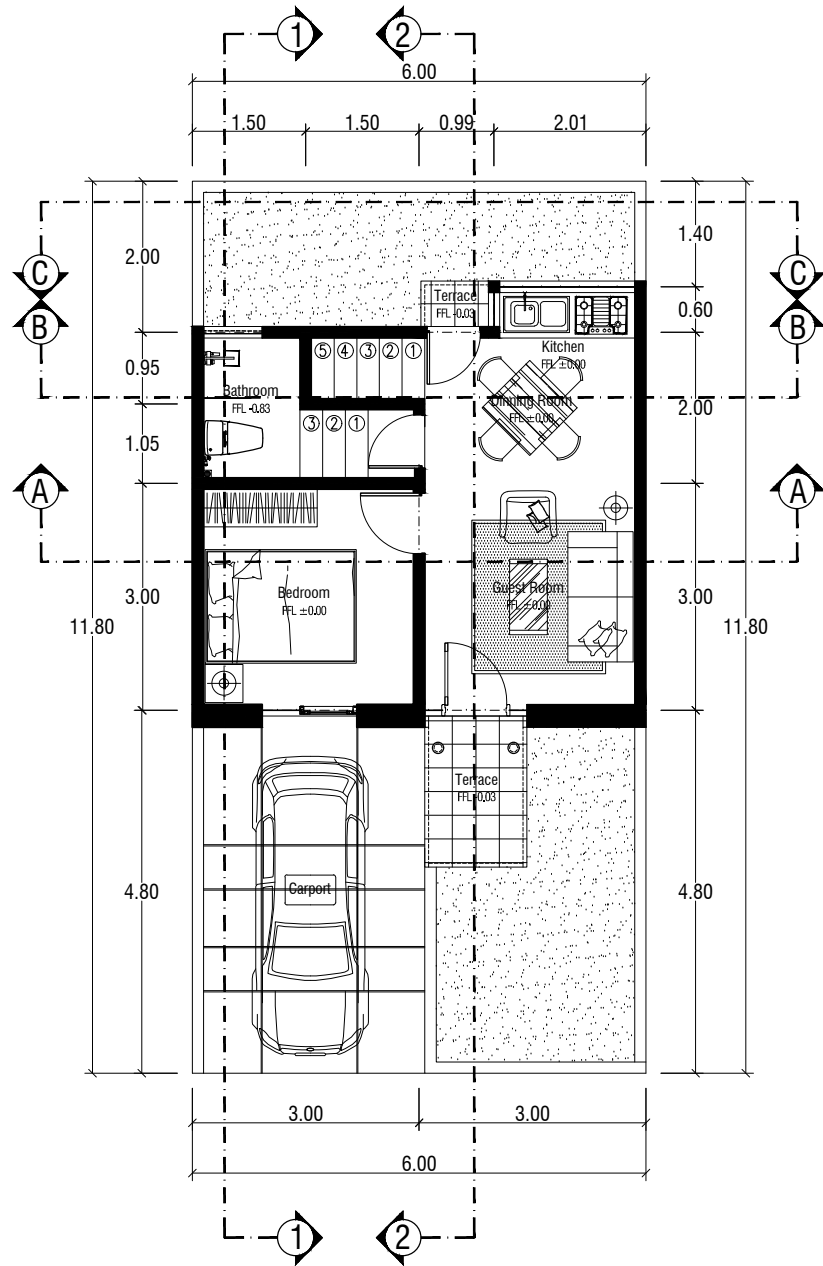 1 2
6.00
1.50 1.50 0.99 2.01
2.00 1.40
C C
Terrace
FFL -0.03
0.60
B B
5 4 3 2 1
Kitchen
FFL ±0.00
0.95
Bathroom
FFL -0.83
Dinning Room
FFL ±0.00
2.00
3 2 1
1.05
A A
Bedroom
FFL ±0.00
Guest Room
FFL ±0.00
3.00 3.00
11.80 11.80
Terrace
FFL -0.03
4.80 Carport 4.80
3.00 3.00
6.00
1 2